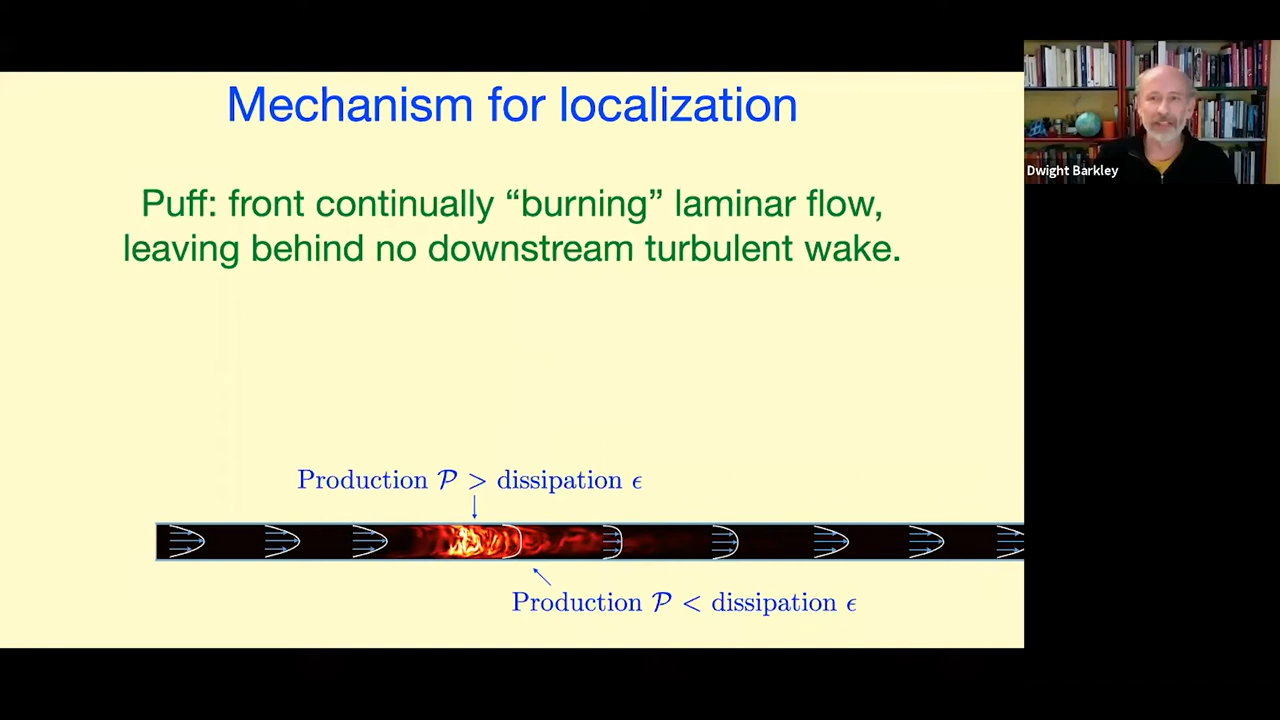 Mechanism for localization
Puff: front continually “burning” laminar flow,
leaving behind no downstream turbulent wake.
Production 𝒫 > dissipation ϵ
Production 𝒫 < dissipation ϵ
Dwight Barkley